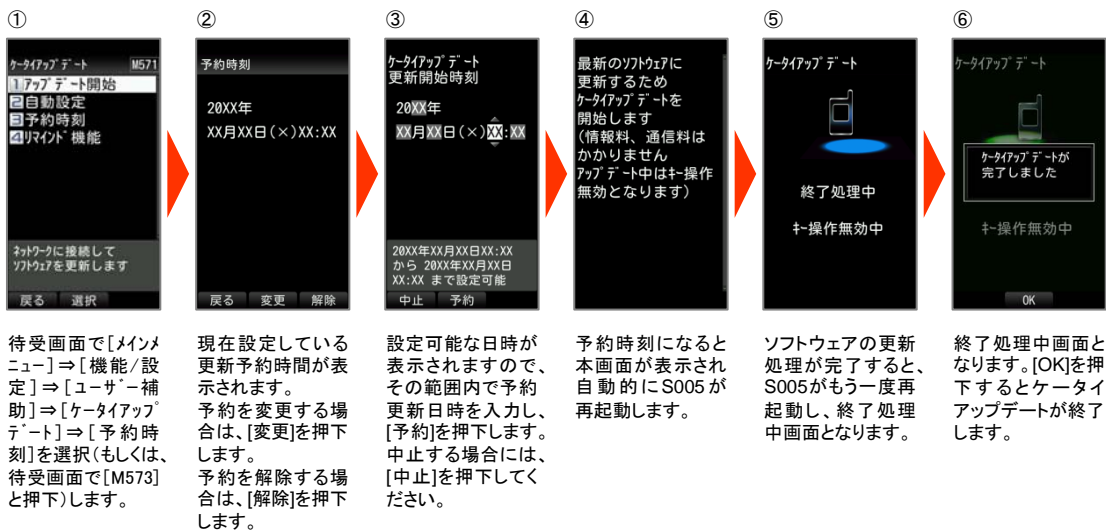 ①
ケータイアップデート M571
1アップデート開始
2自動設定
3予約時刻
4リマインド機能
ネットワークに接続して
ソフトウェアを更新します
戻る 選択
待受画面で[メインメ
ニュー]⇒[機能/設
定]⇒[ユーザー補
助]⇒[ケータイアップ
デート]⇒[予約時
刻]を選択(もしくは、
待受画面で[M573]
と押下)します。
②
予約時刻
20XX年
XX月XX日(×)XX:XX
戻る 変更 解除
現在設定している
更新予約時間が表
示されます。
予約を変更する場
合は、[変更]を押下
します。
予約を解除する場
合は、[解除]を押下
します。
③
ケータイアップデート
更新開始時刻
20XX年
XX月XX日(×)XX:XX
20XX年XX月XX日XX:XX
から 20XX年XX月XX日
XX:XX まで設定可能
中止 予約
設定可能な日時が
表示されますので、
その範囲内で予約
更新日時を入力し、
[予約]を押下します。
中止する場合には、
[中止]を押下してく
ださい。
④
最新のソフトウェアに
更新するため
ケータイアップデートを
開始します
(情報料、通信料は
かかりません
アップデート中はキー操作
無効となります)
予約時刻になると
本画面が表示され
自動的にS005が
再起動します。
⑤
ケータイアップデート
終了処理中
キー操作無効中
ソフトウェアの更新
処理が完了すると、
S005がもう一度再
起動し、終了処理
中画面となります。
⑥
ケータイアップデート
ケータイアップデートが
完了しました
キー操作無効中
OK
終了処理中画面と
なります。[OK]を押
下するとケータイ
アップデートが終了
します。